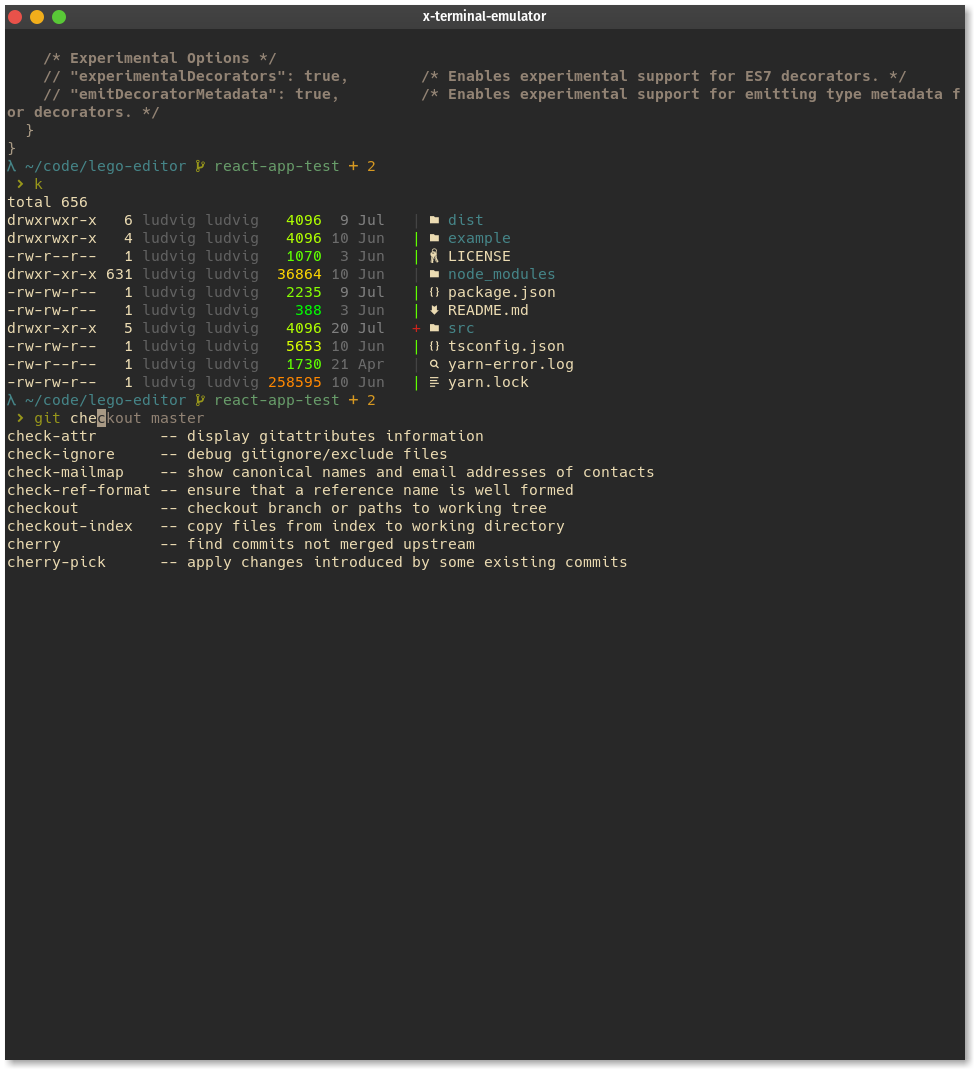 x-terminal-emulator
/* Experimental Options */
// "experimentalDecorators": true,        /* Enables experimental support for ES7 decorators. */
// "emitDecoratorMetadata": true,         /* Enables experimental support for emitting type metadata f
or decorators. */
  }
}
λ ~/code/lego-editor react-app-test + 2
› k
total 656
drwxrwxr-x   6 ludvig ludvig   4096  9 Jul   | dist
drwxrwxr-x   4 ludvig ludvig   4096 10 Jun   | example
-rw-r--r--   1 ludvig ludvig   1070  3 Jun   | LICENSE
drwxr-xr-x 631 ludvig ludvig  36864 10 Jun   | node_modules
-rw-rw-r--   1 ludvig ludvig   2235  9 Jul   | {} package.json
-rw-rw-r--   1 ludvig ludvig    388  3 Jun   | README.md
drwxr-xr-x   5 ludvig ludvig   4096 20 Jul   + src
-rw-rw-r--   1 ludvig ludvig   5653 10 Jun   | {} tsconfig.json
-rw-r--r--   1 ludvig ludvig   1730 21 Apr   | yarn-error.log
-rw-rw-r--   1 ludvig ludvig 258595 10 Jun   | yarn.lock
λ ~/code/lego-editor react-app-test + 2
› git checkout master
check-attr       -- display gitattributes information
check-ignore     -- debug gitignore/exclude files
check-mailmap    -- show canonical names and email addresses of contacts
check-ref-format -- ensure that a reference name is well formed
checkout         -- checkout branch or paths to working tree
checkout-index   -- copy files from index to working directory
cherry           -- find commits not merged upstream
cherry-pick      -- apply changes introduced by some existing commits